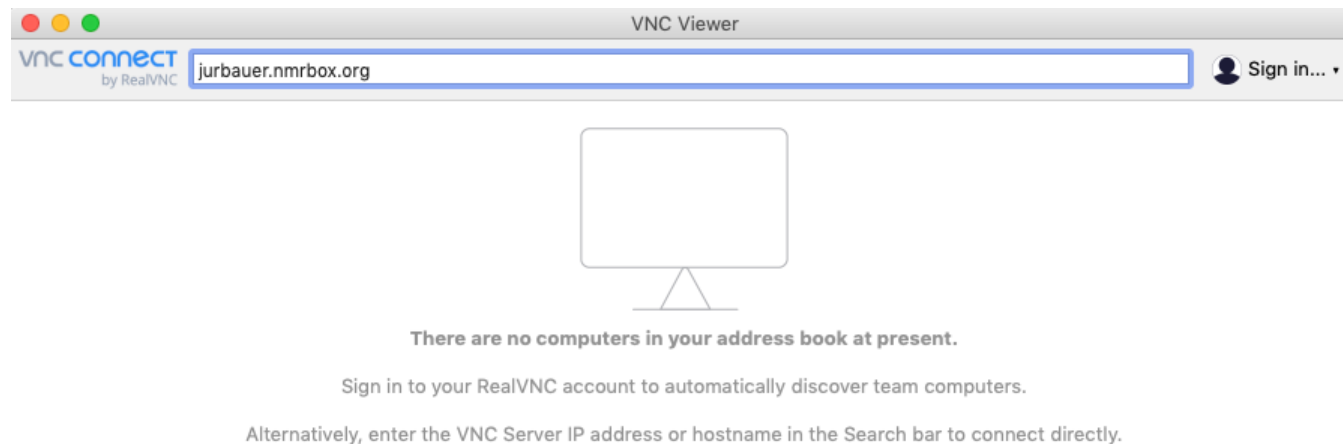 VNC Viewer
vnc connect
by RealVNC
jurbauer.nmrbox.org
Sign in...
There are no computers in your address book at present.
Sign in to your RealVNC account to automatically discover team computers.
Alternatively, enter the VNC Server IP address or hostname in the Search bar to connect directly.